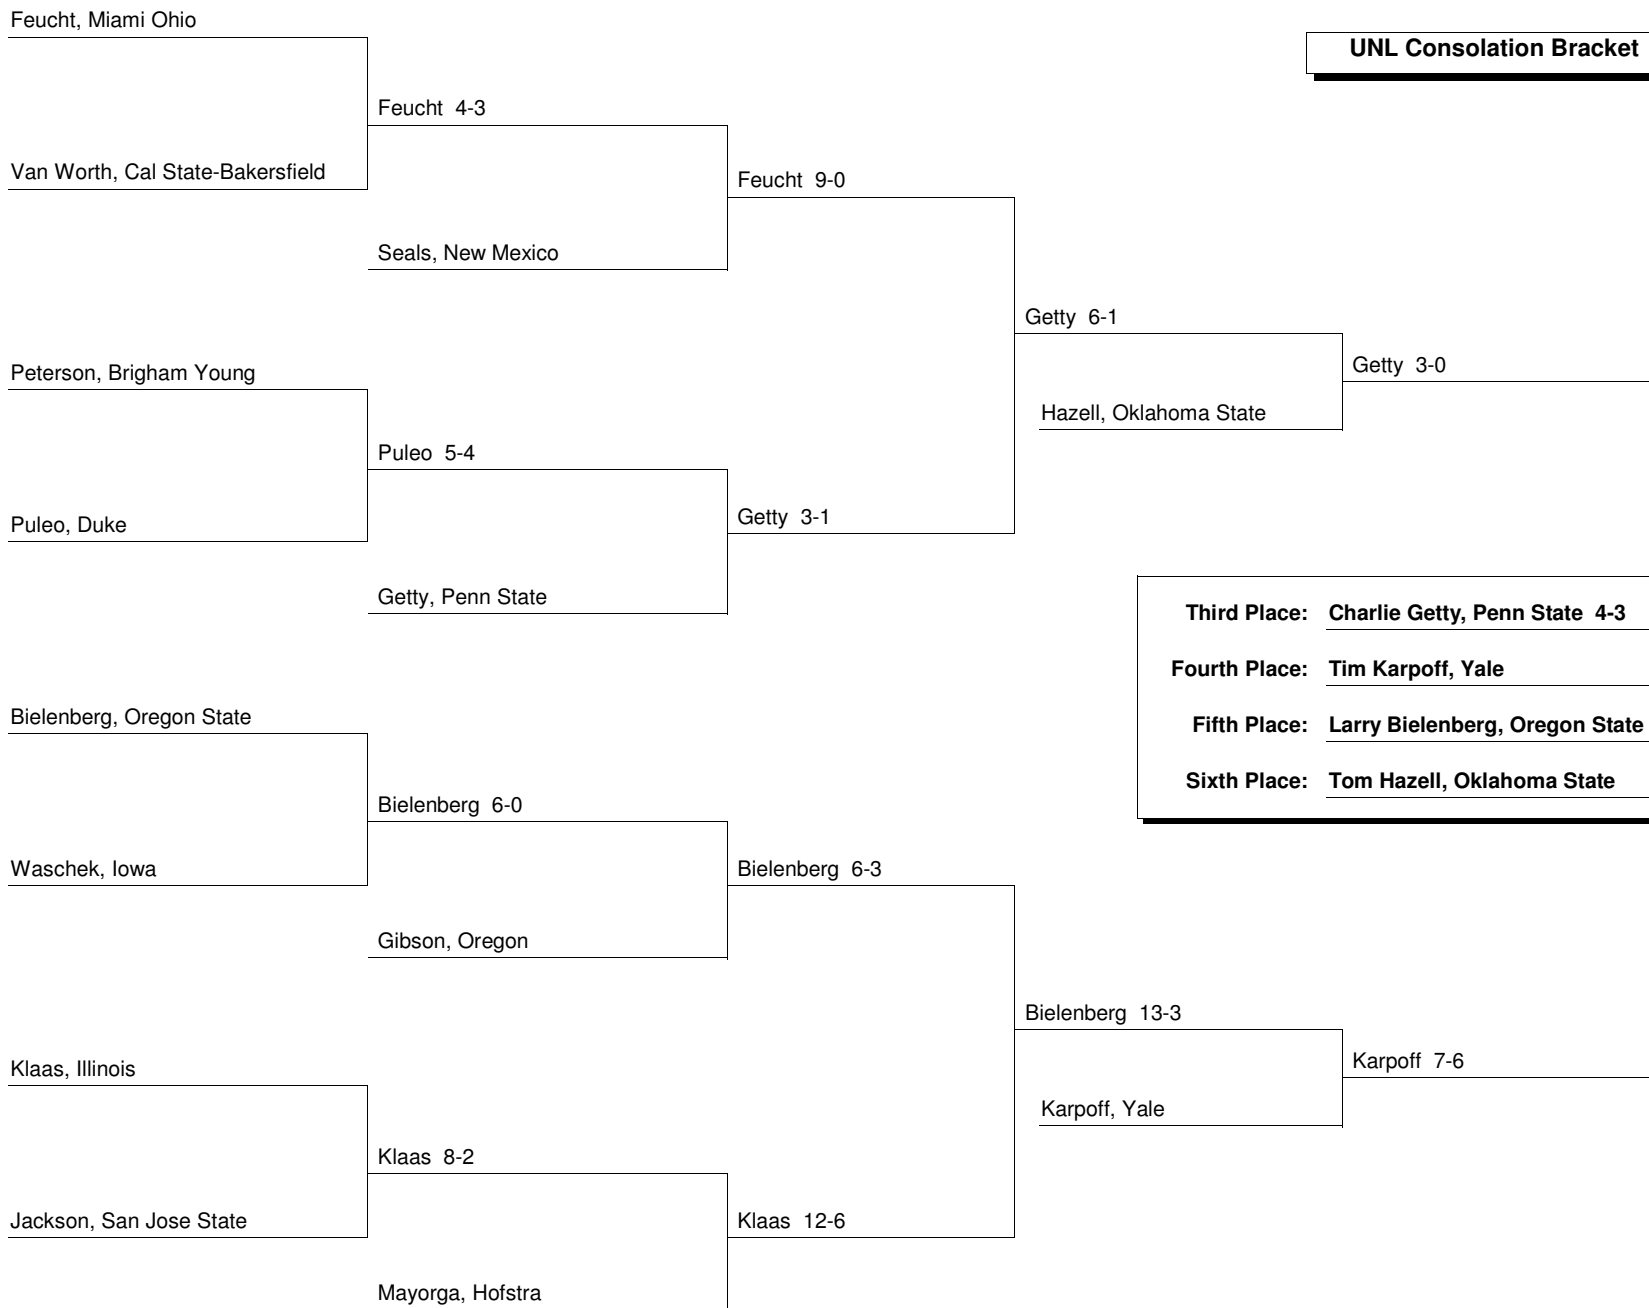 Feucht, Miami Ohio
UNL Consolation Bracket
Feucht 4-3
Van Worth, Cal State-Bakersfield
Feucht 9-0
Seals, New Mexico
Getty 6-1
Peterson, Brigham Young
Getty 3-0
Hazell, Oklahoma State
Puleo 5-4
Puleo, Duke
Getty 3-1
Getty, Penn State
Third Place: Charlie Getty, Penn State 4-3
Fourth Place: Tim Karpoff, Yale
Fifth Place: Larry Bielenberg, Oregon State
Sixth Place: Tom Hazell, Oklahoma State
Bielenberg, Oregon State
Bielenberg 6-0
Waschek, Iowa
Bielenberg 6-3
Gibson, Oregon
Bielenberg 13-3
Klaas, Illinois
Karpoff 7-6
Karpoff, Yale
Klaas 8-2
Jackson, San Jose State
Klaas 12-6
Mayorga, Hofstra